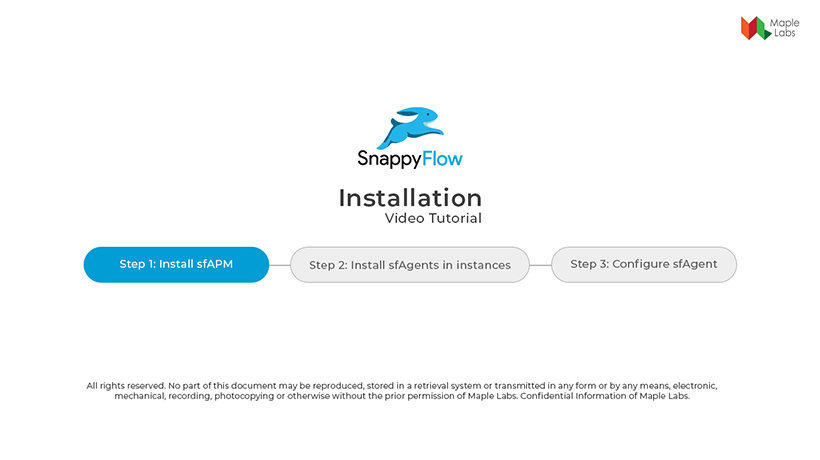 Maple
Labs
SnappyFlow
Installation
Video Tutorial
Step 1: Install sfAPM
Step 2: Install sfAgents in instances
Step 3: Configure sfAgent
All rights reserved. No part of this document may be reproduced, stored in a retrieval system or transmitted in any form or by any means, electronic,
mechanical, recording, photocopying or otherwise without the prior permission of Maple Labs. Confidential Information of Maple Labs.